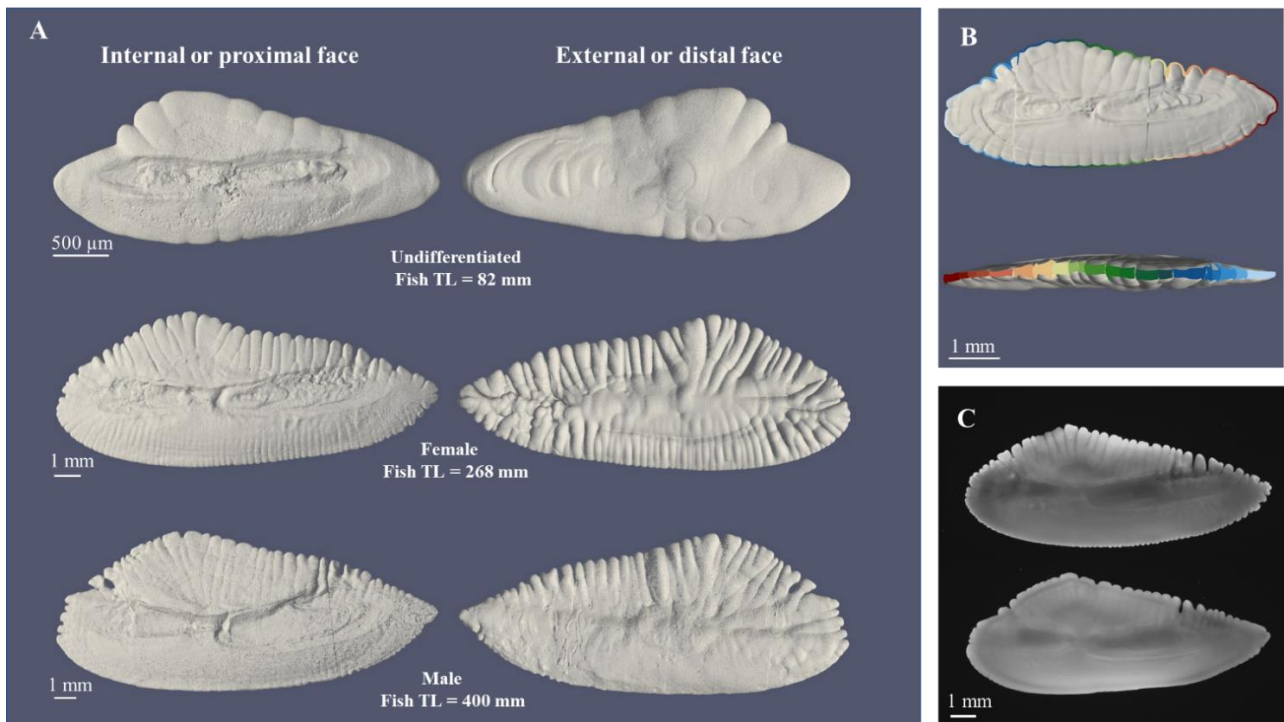 A
Internal or proximal face
External or distal face
500 µm
Undifferentiated
Fish TL = 82 mm
1 mm
Female
Fish TL = 268 mm
1 mm
Male
Fish TL = 400 mm
B
1 mm
C
1 mm